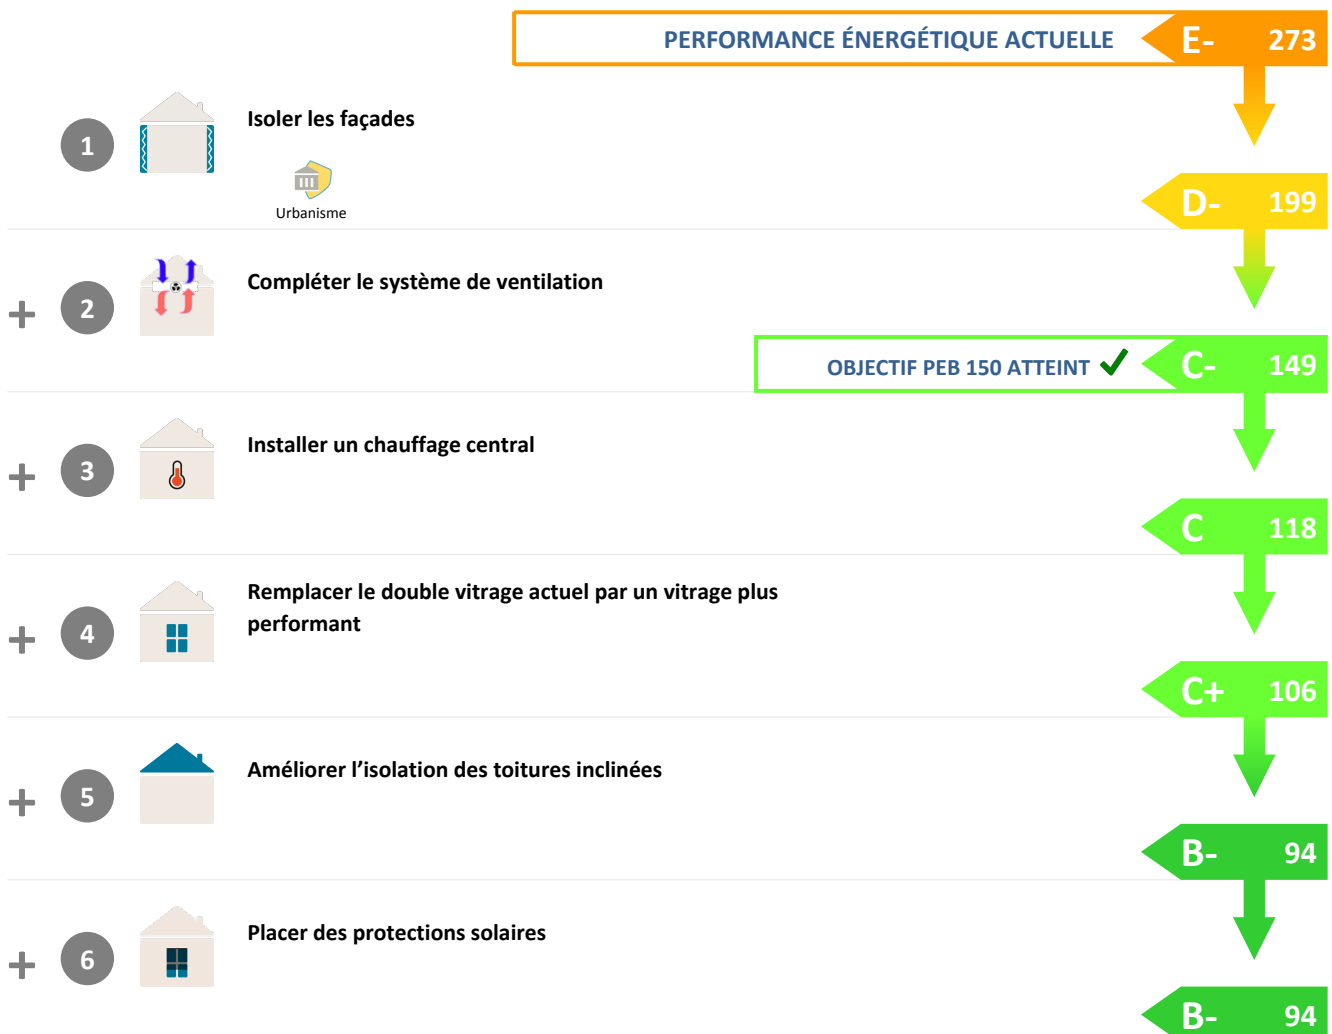 PERFORMANCE ÉNERGÉTIQUE ACTUELLE E- 273
1 Isoler les façades
Urbanisme
D- 199
+ 2 Compléter le système de ventilation
OBJECTIF PEB 150 ATTEINT ✓ C- 149
+ 3 Installer un chauffage central
C 118
+ 4 Remplacer le double vitrage actuel par un vitrage plus
performant
C+ 106
+ 5 Améliorer l’isolation des toitures inclinées
B- 94
+ 6 Placer des protections solaires
B- 94